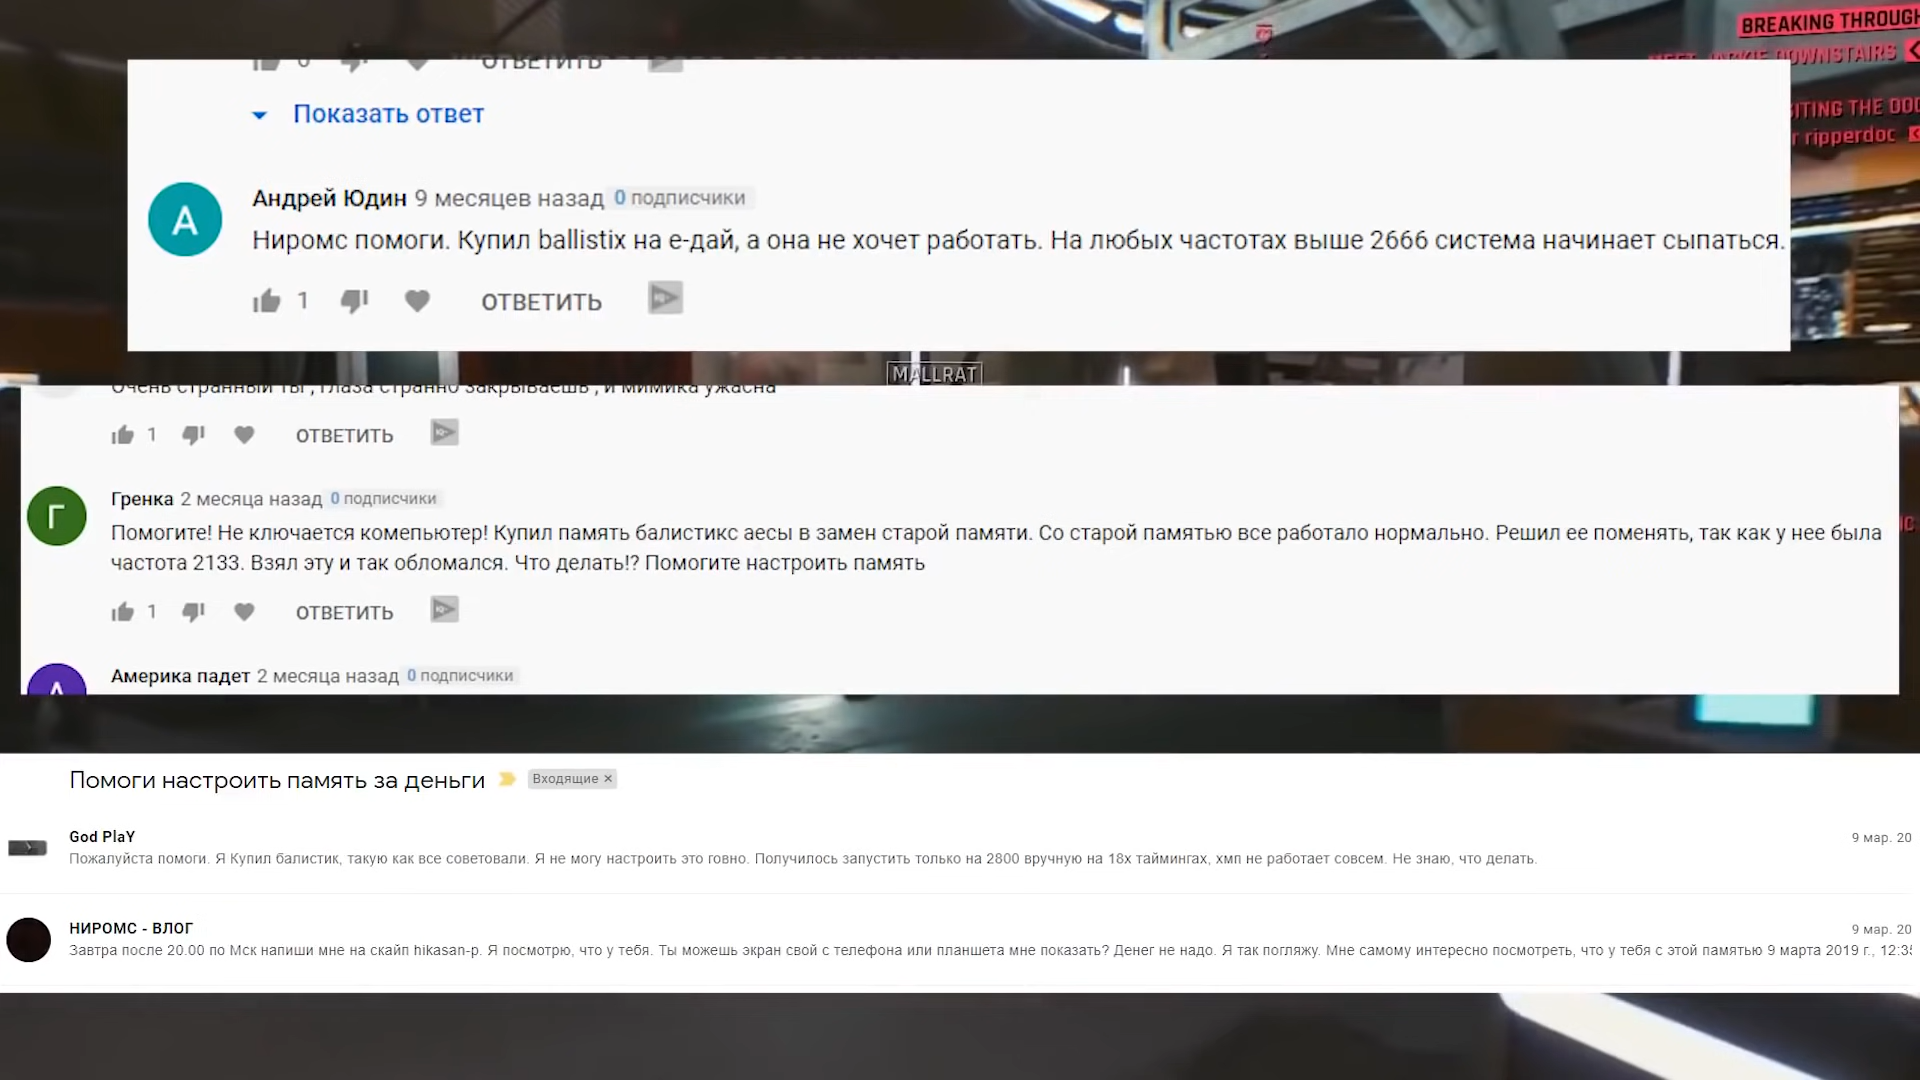 BREAKING THROUGH
MEET JACKIE DOWNSTAIRS
0 ОТВЕТИТЬ
Показать ответ
ripperdoc
Андрей Юдин 9 месяцев назад 0 подписчики
Ниромс помоги. Купил ballistix на е-дай, а она не хочет работать. На любых частотах выше 2666 система начинает сыпаться.
1 ОТВЕТИТЬ
MALLRAT
Очень странный ты , глаза странно закрываешь , и мимика ужасна
1 ОТВЕТИТЬ
Гренка 2 месяца назад 0 подписчики
Помогите! Не ключается комепьютер! Купил память балистикс аесы в замен старой памяти. Со старой памятью все работало нормально. Решил ее поменять, так как у нее была
частота 2133. Взял эту и так обломался. Что делать!? Помогите настроить память
1 ОТВЕТИТЬ
Америка падет 2 месяца назад 0 подписчики
Помоги настроить память за деньги Входящие ×
God PlaY 9 мар. 20
Пожалуйста помоги. Я Купил балистик, такую как все советовали. Я не могу настроить это говно. Получилось запустить только на 2800 вручную на 18х таймингах, хмп не работает совсем. Не знаю, что делать.
НИРОМС - ВЛОГ 9 мар. 20
Завтра после 20.00 по Мск напиши мне на скайп hikasan-p. Я посмотрю, что у тебя. Ты можешь экран свой с телефона или планшета мне показать? Денег не надо. Я так погляжу. Мне самому интересно посмотреть, что у тебя с этой памятью 9 марта 2019 г., 12:35